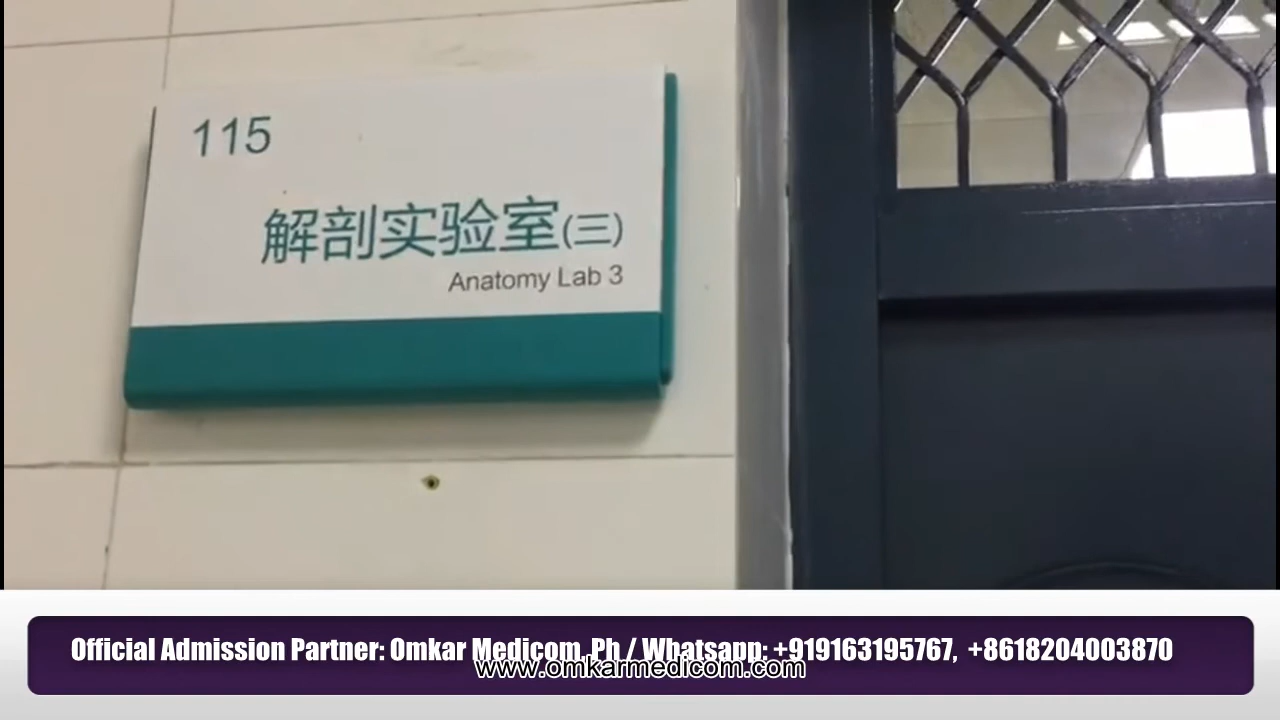 115
解剖实验室(三)
Anatomy Lab 3
Official Admission Partner: Omkar Medicom, Ph / Whatsapp: +919163195767, +8618204003870
www.omkarmedicom.com